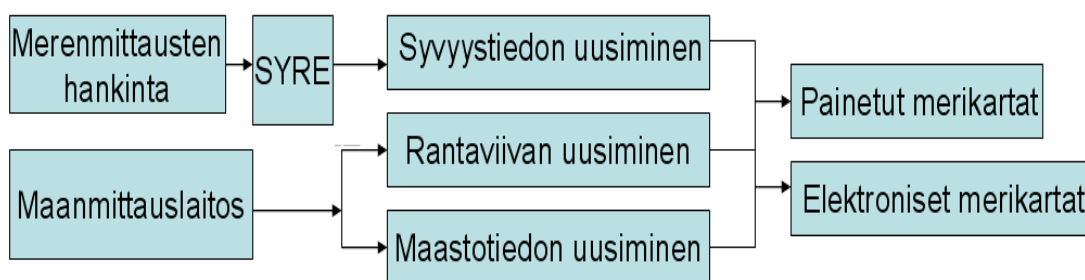 Merenmittausten
hankinta
SYRE
Syvyystiedon uusiminen
Painetut merikartat
Rantaviivan uusiminen
Maanmittauslaitos
Elektroniset merikartat
Maastotiedon uusiminen